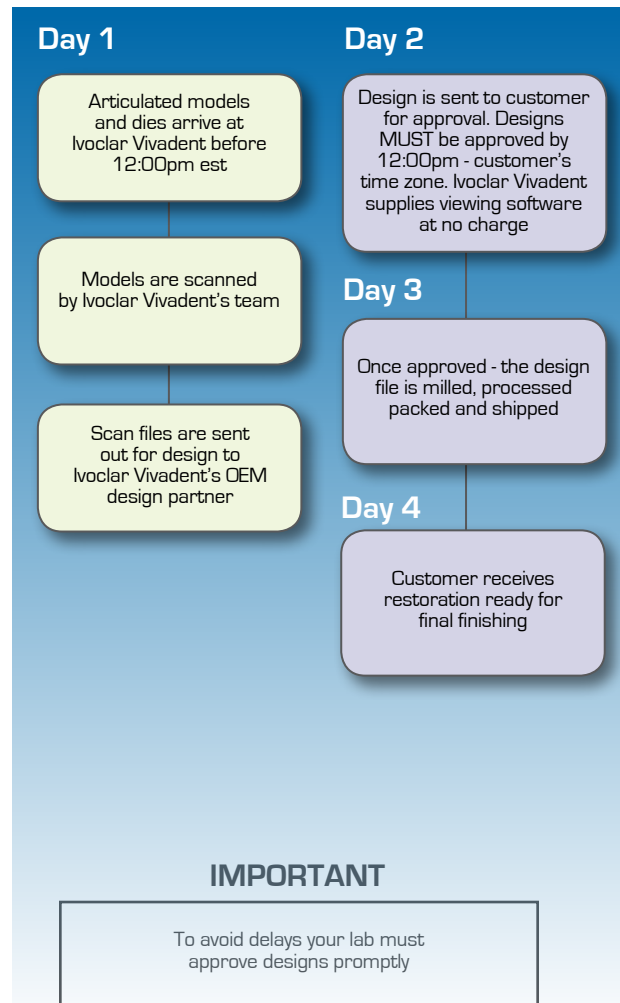 Day 1
Articulated models
and dies arrive at
Ivoclar Vivadent before
12:00pm est
Models are scanned
by Ivoclar Vivadent's team
Scan files are sent
out for design to
Ivoclar Vivadent's OEM
design partner
Day 2
Design is sent to customer
for approval. Designs
MUST be approved by
12:00pm - customer's
time zone. Ivoclar Vivadent
supplies viewing software
at no charge
Day 3
Once approved - the design
file is milled, processed
packed and shipped
Day 4
Customer receives
restoration ready for
final finishing
IMPORTANT
To avoid delays your lab must
approve designs promptly